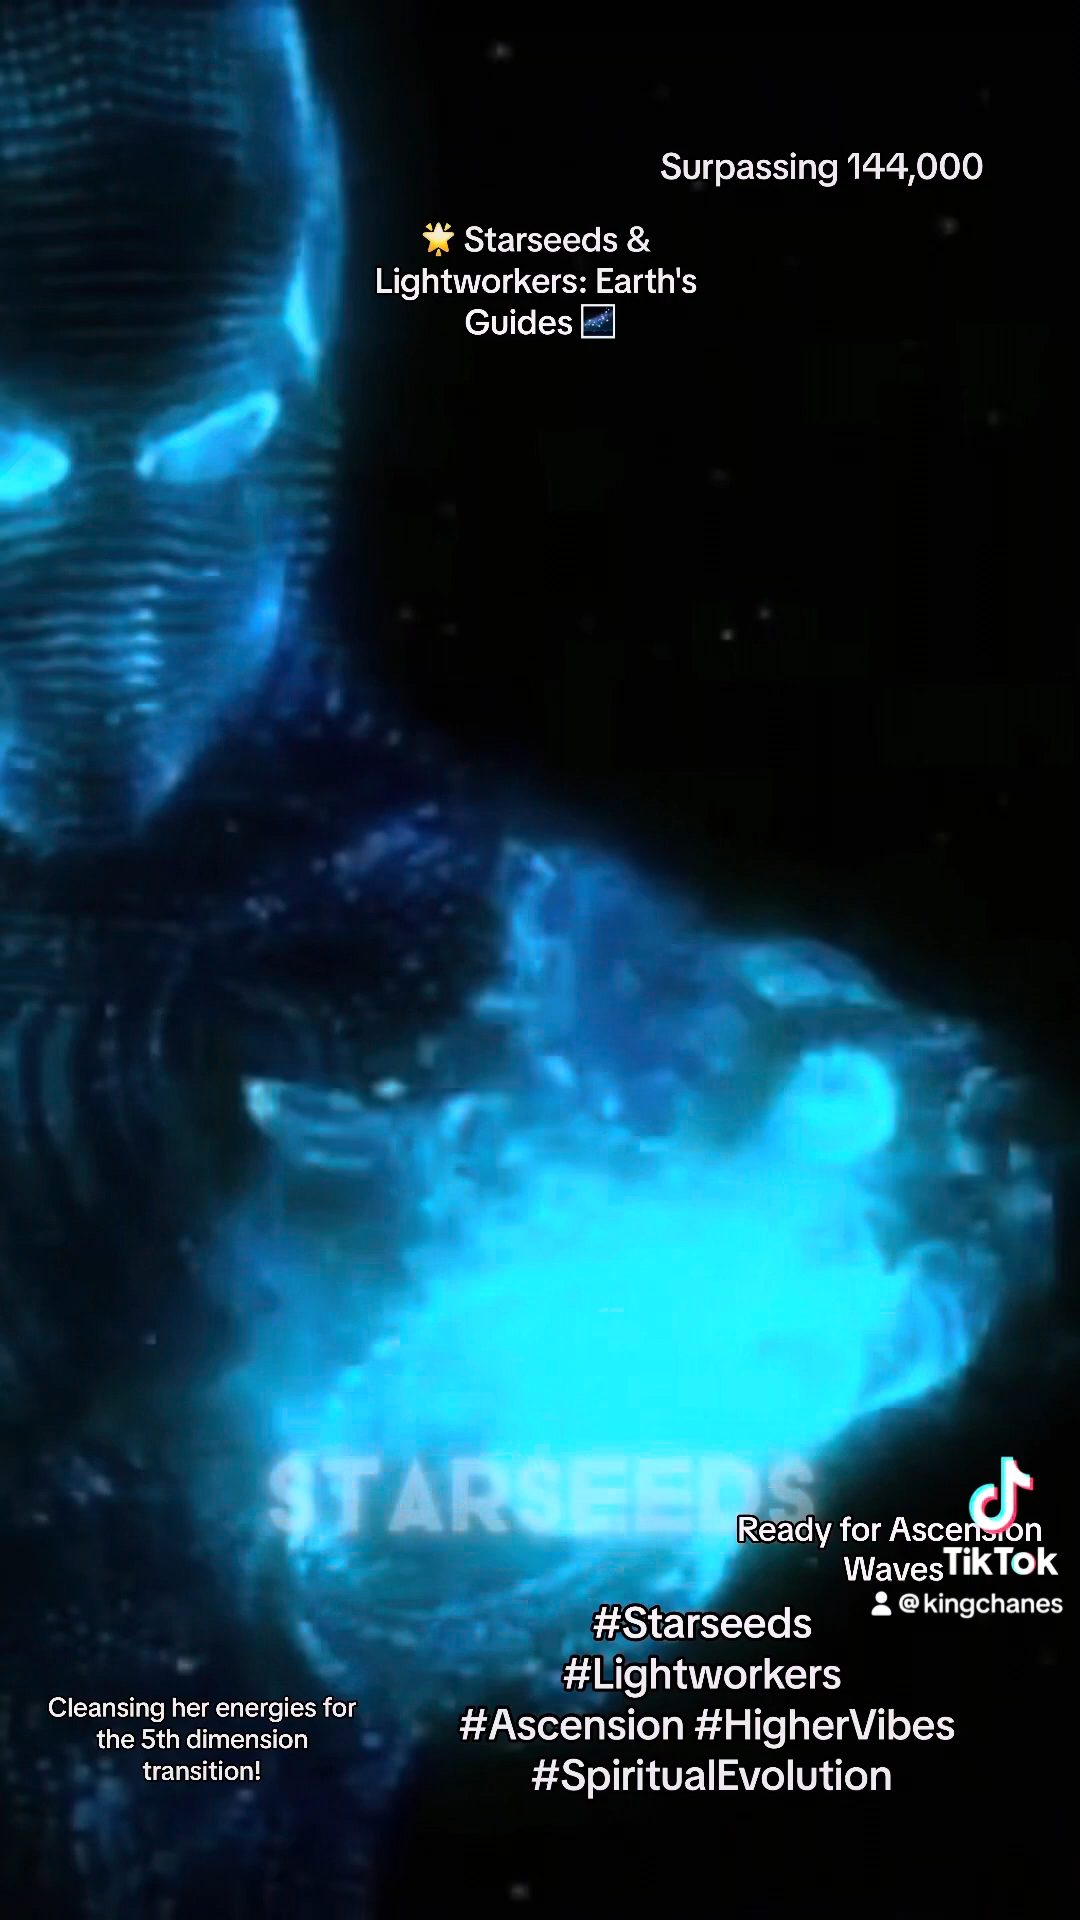 Surpassing 144,000
🌟 Starseeds &
Lightworkers: Earth's
Guides 🌌
STARSEEDS
Ready for Ascension
Waves
TikTok
@kingchanes
#Starseeds
#Lightworkers
#Ascension #HigherVibes
#SpiritualEvolution
Cleansing her energies for
the 5th dimension
transition!